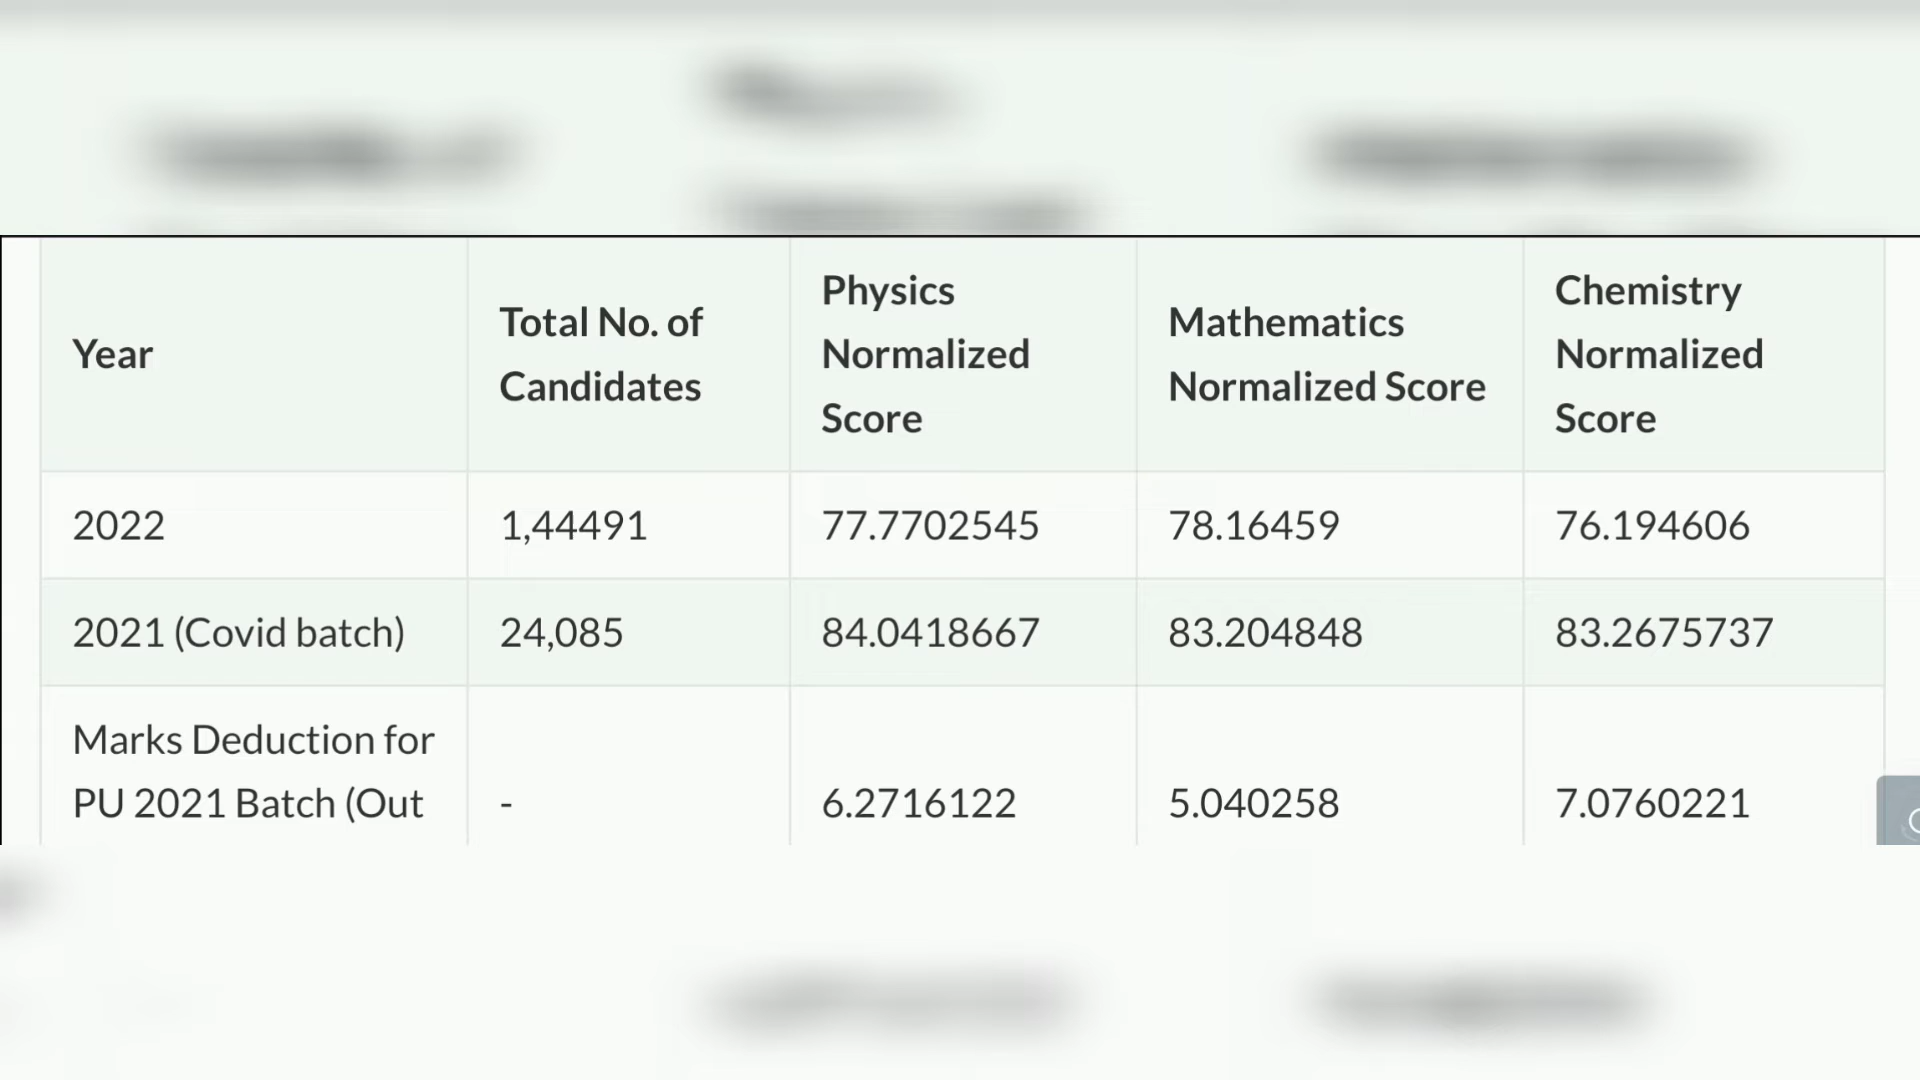 Year
Total No. of
Candidates
Physics
Normalized
Score
Mathematics
Normalized Score
Chemistry
Normalized
Score
2022
1,44491
77.7702545
78.16459
76.194606
2021 (Covid batch)
24,085
84.0418667
83.204848
83.2675737
Marks Deduction for
PU 2021 Batch (Out
-
6.2716122
5.040258
7.0760221